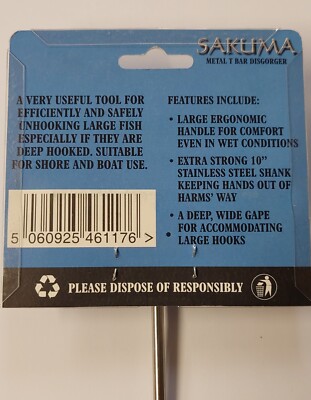 SAKUMA
METAL T BAR DISGORGER
A VERY USEFUL TOOL FOR
EFFICIENTLY AND SAFELY
UNHOOKING LARGE FISH
ESPECIALLY IF THEY ARE
DEEP HOOKED. SUITABLE
FOR SHORE AND BOAT USE.
FEATURES INCLUDE:
• LARGE ERGONOMIC
HANDLE FOR COMFORT
EVEN IN WET CONDITIONS
• EXTRA STRONG 10"
STAINLESS STEEL SHANK
KEEPING HANDS OUT OF
HARMS' WAY
• A DEEP, WIDE GAPE
• FOR ACCOMMODATING
LARGE HOOKS
5 060925 461176 >
PLEASE DISPOSE OF RESPONSIBLY